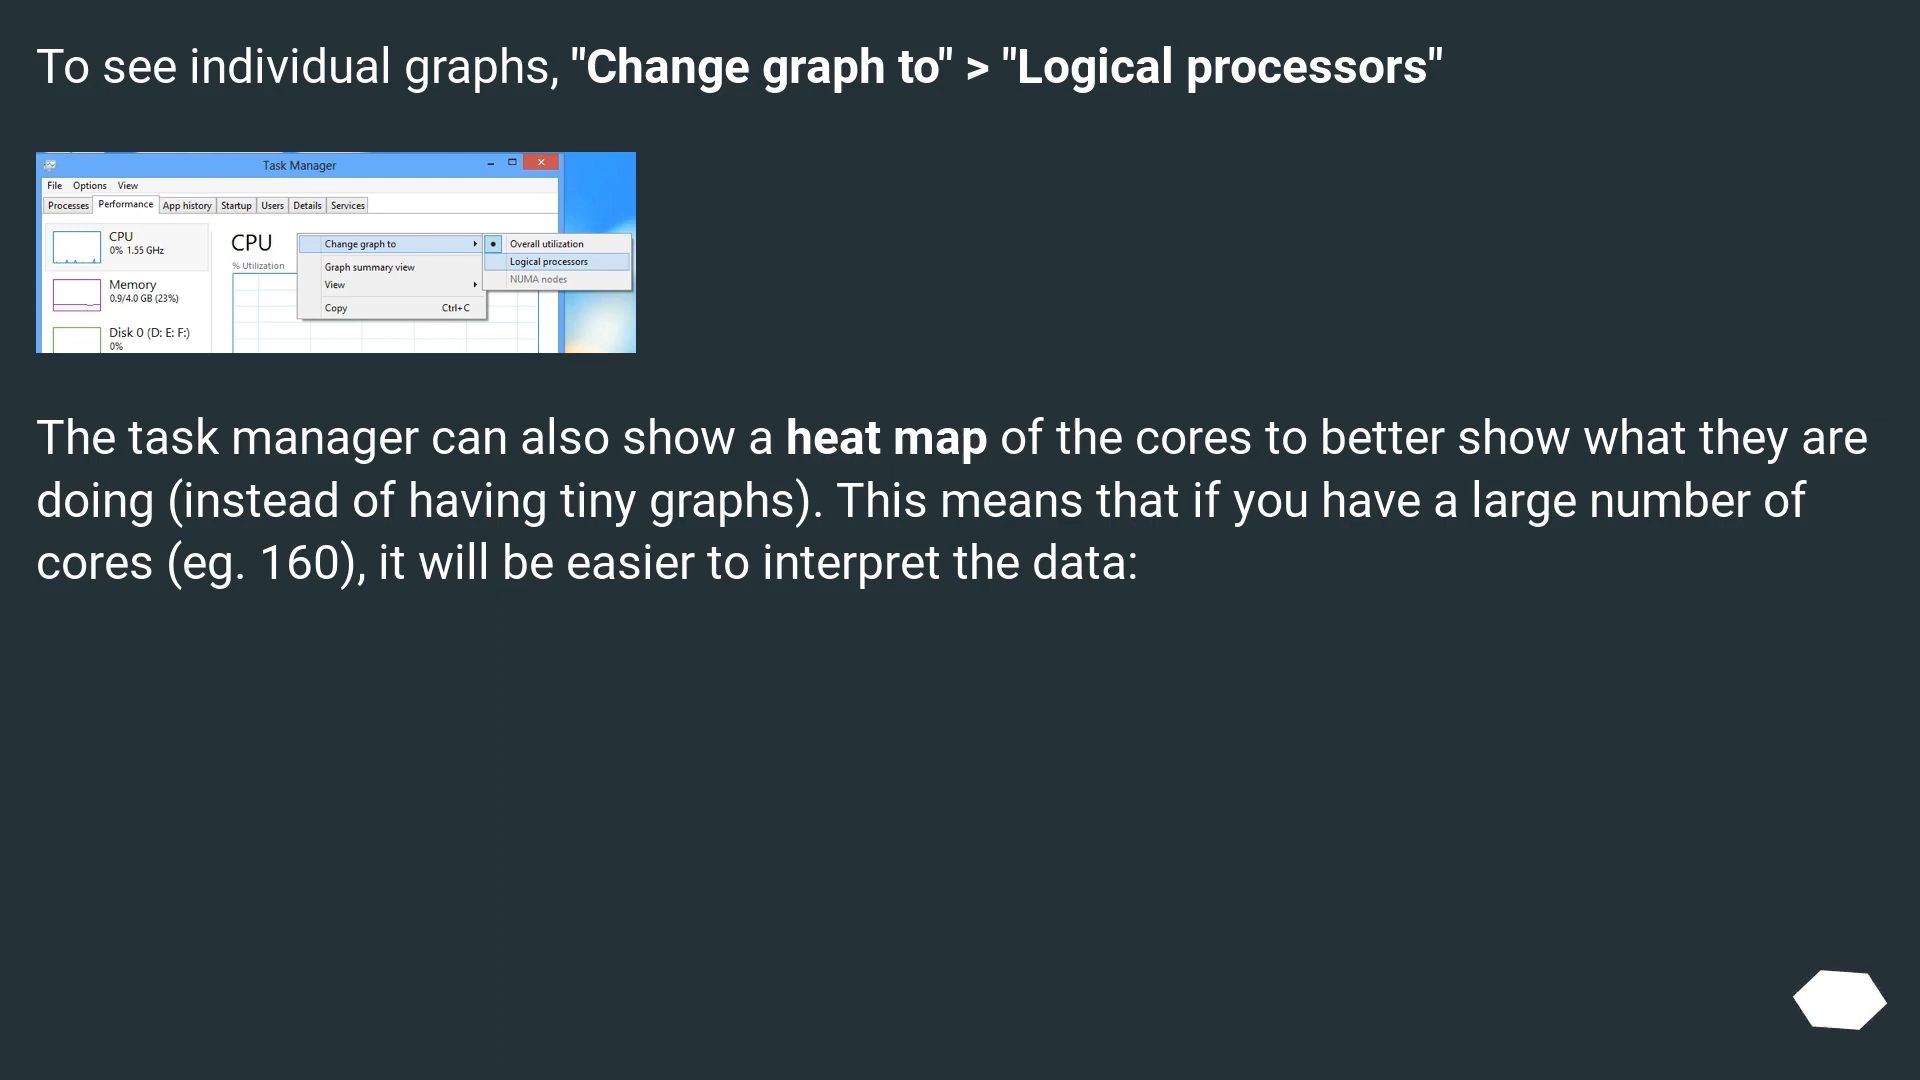 To see individual graphs, "Change graph to" > "Logical processors"
Task Manager
File Options View
Processes Performance App history Startup Users Details Services
CPU
0% 1.55 GHz
Memory
0.9/4.0 GB (23%)
Disk 0 (D: E: F:)
0%
CPU
% Utilization
Change graph to
Graph summary view
View
Copy Ctrl+C
Overall utilization
Logical processors
NUMA nodes
The task manager can also show a heat map of the cores to better show what they are
doing (instead of having tiny graphs). This means that if you have a large number of
cores (eg. 160), it will be easier to interpret the data: